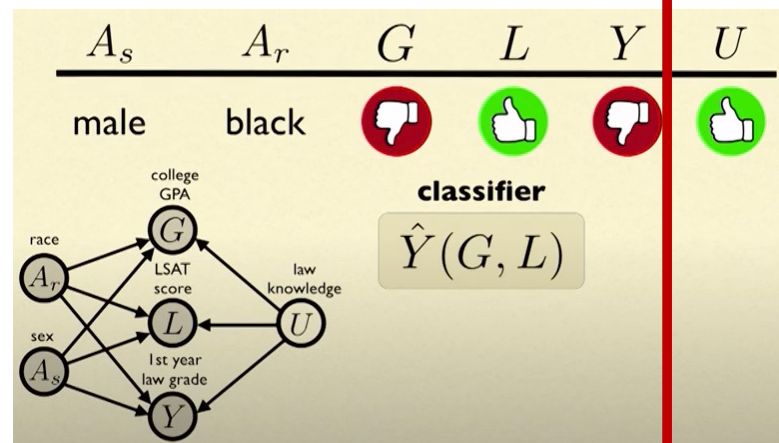 A_s A_r G L Y U
male black
college
GPA
G
race
A_r
LSAT
score
L
law
knowledge
U
sex
A_s
1st year
law grade
Y
classifier
Ŷ(G, L)